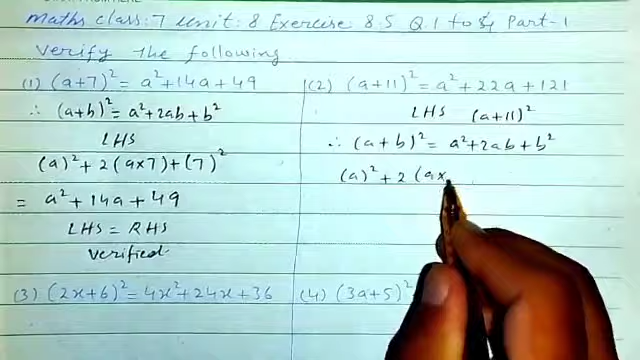 Maths class: 7 unit: 8 Exercise 8.5 Q.1 to 4 Part-1
Verify the following
(1) (a+7)² = a²+14a+49
∴ (a+b)² = a²+2ab+b²
LHS
(a)²+2(a×7)+(7)²
= a²+14a+49
LHS = RHS
verified
(2) (a+11)² = a²+22a+121
LHS (a+11)²
∴ (a+b)² = a²+2ab+b²
(a)²+2(a×
(3) (2x+6)² = 4x²+24x+36
(4) (3a+5)²